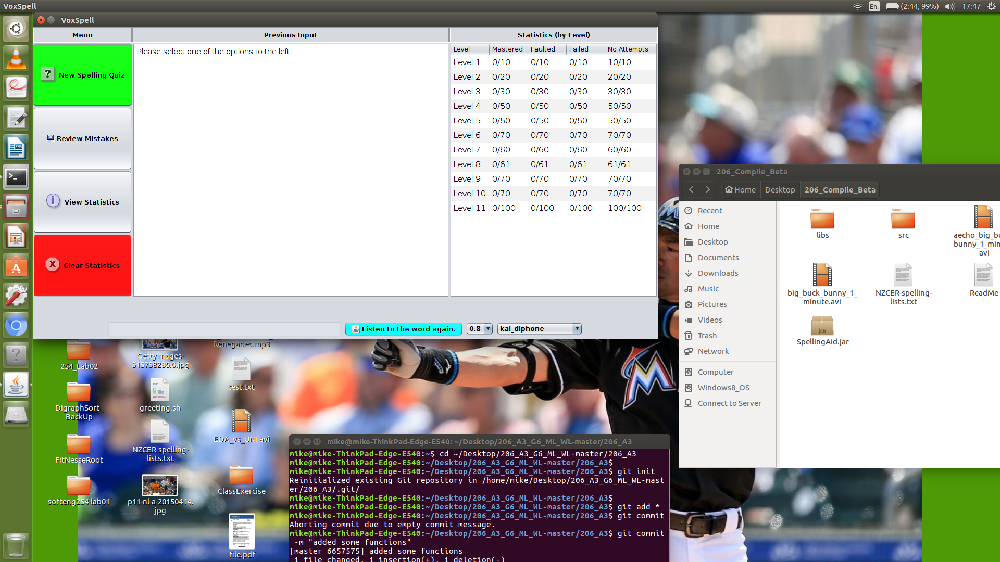 VoxSpell
En2
(2:44, 99%)
17:47
VoxSpell
Menu
Previous Input
Statistics (by Level)
New Spelling Quiz
Review Mistakes
View Statistics
Clear Statistics
Please select one of the options to the left.
Level Mastered Faulted Failed No Attempts
Level 1 0/10 0/10 0/10 10/10
Level 2 0/20 0/20 0/20 20/20
Level 3 0/30 0/30 0/30 30/30
Level 4 0/50 0/50 0/50 50/50
Level 5 0/50 0/50 0/50 50/50
Level 6 0/70 0/70 0/70 70/70
Level 7 0/60 0/60 0/60 60/60
Level 8 0/61 0/61 0/61 61/61
Level 9 0/70 0/70 0/70 70/70
Level 10 0/70 0/70 0/70 70/70
Level 11 0/100 0/100 0/100 100/100
Listen to the word again.
0.8
kal_diphone
206_Compile_Beta
Home
Desktop
206_Compile_Beta
Recent
Home
Desktop
Documents
Downloads
Music
Pictures
Videos
Trash
Network
Computer
Windows8_OS
Connect to Server
libs
src
aecho_big_bu
bunny_1_min
avi
big_buck_bunny_1_
minute.avi
NZCER-spelling-
lists.txt
ReadMe
jar
SpellingAid.jar
254_Lab02
DigraphSort_
BackUp
FitNesseRoot
softeng254-lab01
GettyImages-
515758286.0.jpg
greeting.sh
NZCER-spelling-
lists.txt
p11-nl-a-20150414.
jpg
Renegades.mp3
test.txt
EDA_vs_UNI.avi
ClassExercise
file.pdf
mike@mike-ThinkPad-Edge-E540: ~/Desktop/206_A3_G6_ML_WL-master/206_A3
mike@mike-ThinkPad-Edge-E540:~$ cd ~/Desktop/206_A3_G6_ML_WL-master/206_A3
mike@mike-ThinkPad-Edge-E540:~/Desktop/206_A3_G6_ML_WL-master/206_A3$
mike@mike-ThinkPad-Edge-E540:~/Desktop/206_A3_G6_ML_WL-master/206_A3$ git init
Reinitialized existing Git repository in /home/mike/Desktop/206_A3_G6_ML_WL-mast
er/206_A3/.git/
mike@mike-ThinkPad-Edge-E540:~/Desktop/206_A3_G6_ML_WL-master/206_A3$
mike@mike-ThinkPad-Edge-E540:~/Desktop/206_A3_G6_ML_WL-master/206_A3$ git add *
mike@mike-ThinkPad-Edge-E540:~/Desktop/206_A3_G6_ML_WL-master/206_A3$ git commit
Aborting commit due to empty commit message.
mike@mike-ThinkPad-Edge-E540:~/Desktop/206_A3_G6_ML_WL-master/206_A3$ git commit
-m "added some functions"
[master 6657575] added some functions
1 file changed, 1 insertion(+), 1 deletion(-)